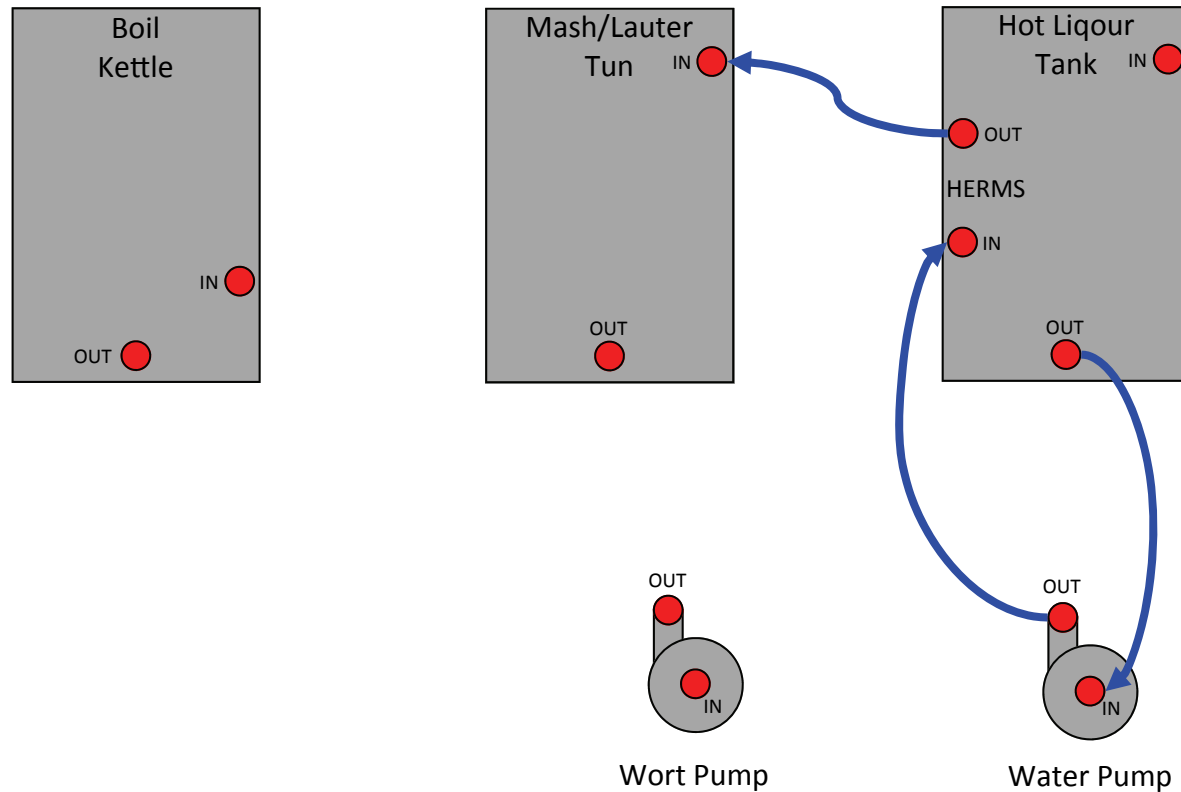 Boil
Kettle
IN
OUT
Mash/Lauter
Tun
IN
OUT
Hot Liqour
Tank
IN
OUT
HERMS
IN
OUT
OUT
IN
Wort Pump
OUT
IN
Water Pump